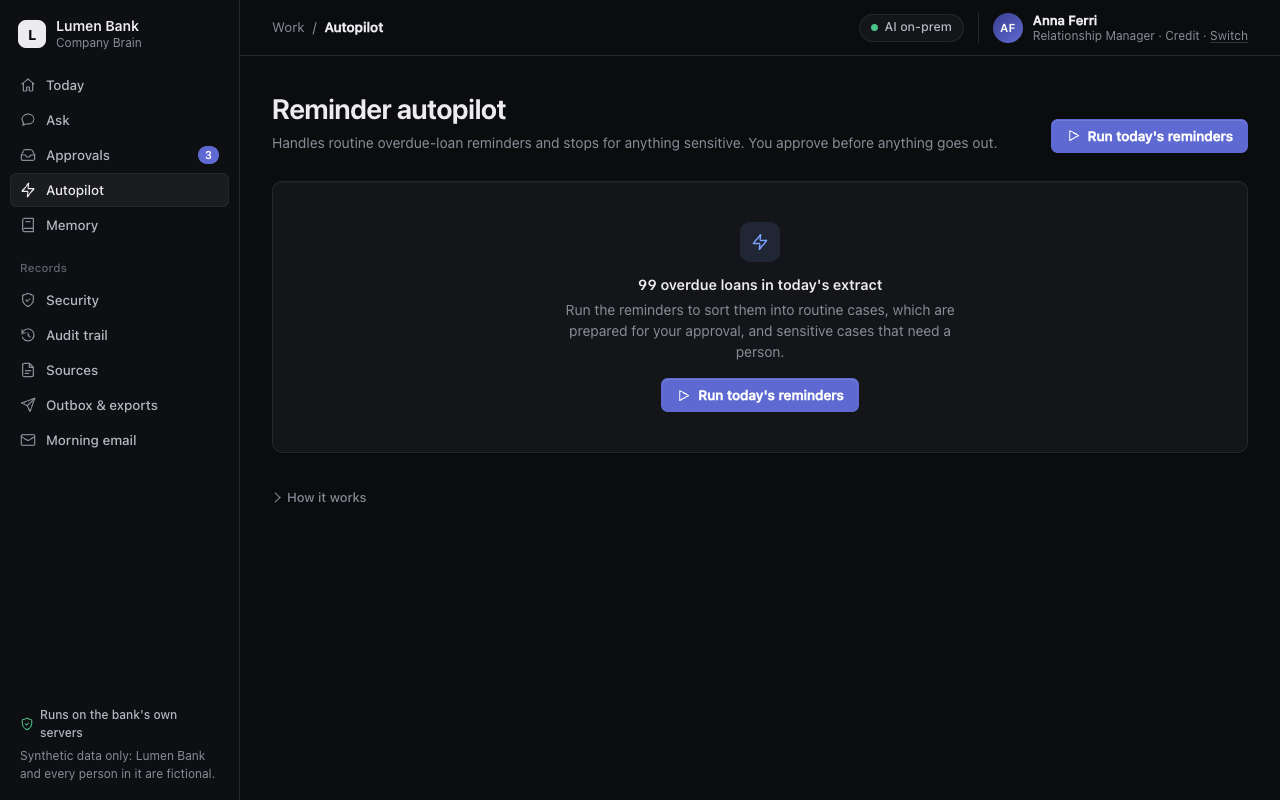 L
Lumen Bank
Company Brain
Today
Ask
Approvals 3
Autopilot
Memory
Records
Security
Audit trail
Sources
Outbox & exports
Morning email
Runs on the bank's own
servers
Synthetic data only: Lumen Bank
and every person in it are fictional.
Work / Autopilot
AI on-prem
AF
Anna Ferri
Relationship Manager · Credit · Switch
Reminder autopilot
Handles routine overdue-loan reminders and stops for anything sensitive. You approve before anything goes out.
Run today's reminders
99 overdue loans in today's extract
Run the reminders to sort them into routine cases, which are
prepared for your approval, and sensitive cases that need a
person.
Run today's reminders
How it works